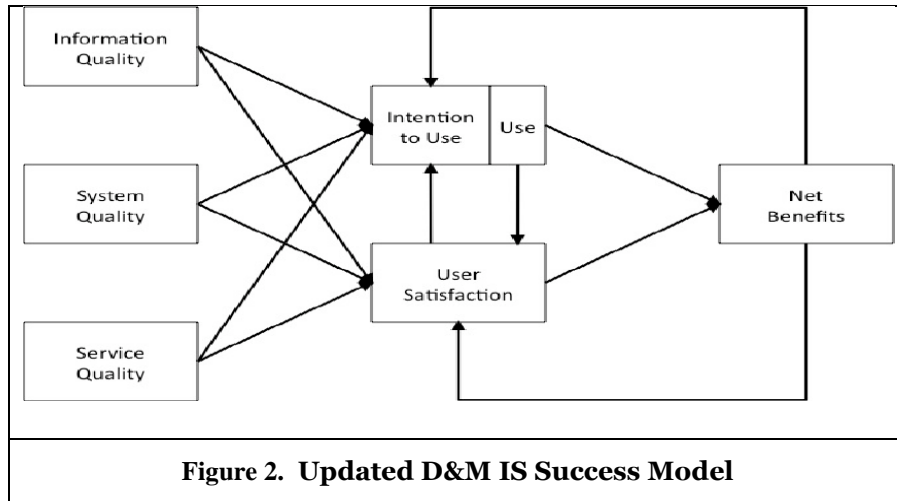 Information
Quality
Intention
to Use
Use
System
Quality
Net
Benefits
User
Satisfaction
Service
Quality
Figure 2. Updated D&M IS Success Model